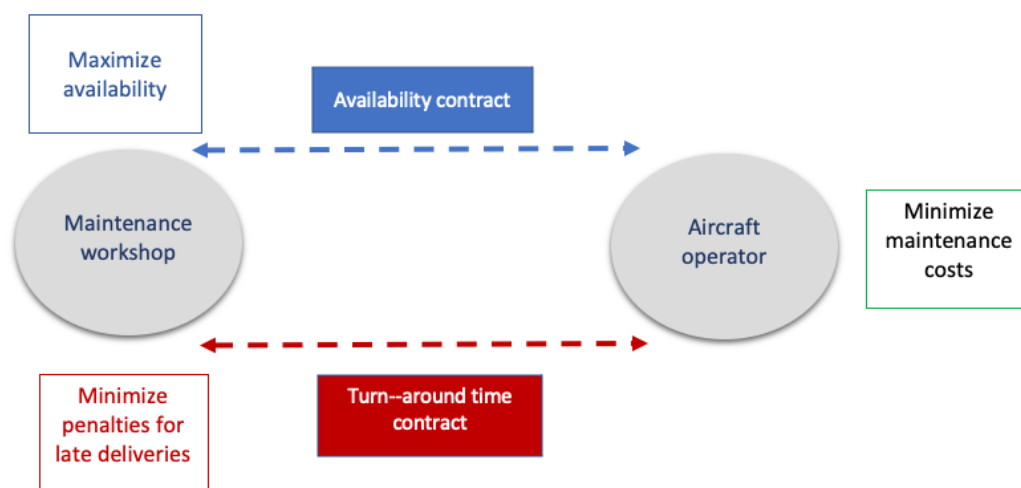 Maximize
availability
Availability contract
Maintenance
workshop
Aircraft
operator
Minimize
maintenance
costs
Minimize
penalties for
late deliveries
Turn--around time
contract